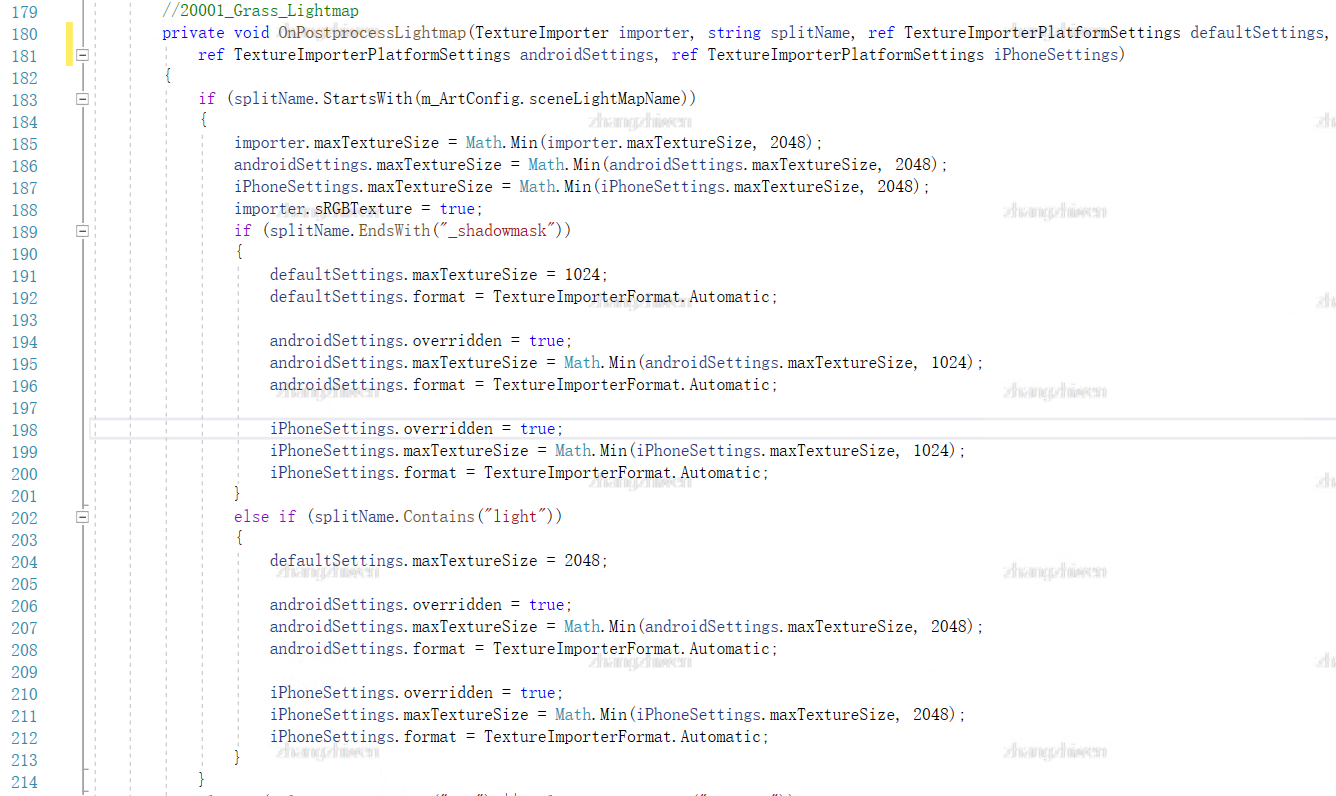 179 //20001_Grass_Lightmap
180 private void OnPostprocessLightmap(TextureImporter importer, string splitName, ref TextureImporterPlatformSettings defaultSettings,
181 ref TextureImporterPlatformSettings androidSettings, ref TextureImporterPlatformSettings iPhoneSettings)
182 {
183 if (splitName.StartsWith(m_ArtConfig.sceneLightMapName))
184 {
185 importer.maxTextureSize = Math.Min(importer.maxTextureSize, 2048);
186 androidSettings.maxTextureSize = Math.Min(androidSettings.maxTextureSize, 2048);
187 iPhoneSettings.maxTextureSize = Math.Min(iPhoneSettings.maxTextureSize, 2048);
188 importer.sRGBTexture = true;
189 if (splitName.EndsWith("_shadowmask"))
190 {
191 defaultSettings.maxTextureSize = 1024;
192 defaultSettings.format = TextureImporterFormat.Automatic;
193
194 androidSettings.overridden = true;
195 androidSettings.maxTextureSize = Math.Min(androidSettings.maxTextureSize, 1024);
196 androidSettings.format = TextureImporterFormat.Automatic;
197
198 iPhoneSettings.overridden = true;
199 iPhoneSettings.maxTextureSize = Math.Min(iPhoneSettings.maxTextureSize, 1024);
200 iPhoneSettings.format = TextureImporterFormat.Automatic;
201 }
202 else if (splitName.Contains("light"))
203 {
204 defaultSettings.maxTextureSize = 2048;
205
206 androidSettings.overridden = true;
207 androidSettings.maxTextureSize = Math.Min(androidSettings.maxTextureSize, 2048);
208 androidSettings.format = TextureImporterFormat.Automatic;
209
210 iPhoneSettings.overridden = true;
211 iPhoneSettings.maxTextureSize = Math.Min(iPhoneSettings.maxTextureSize, 2048);
212 iPhoneSettings.format = TextureImporterFormat.Automatic;
213 }
214 }